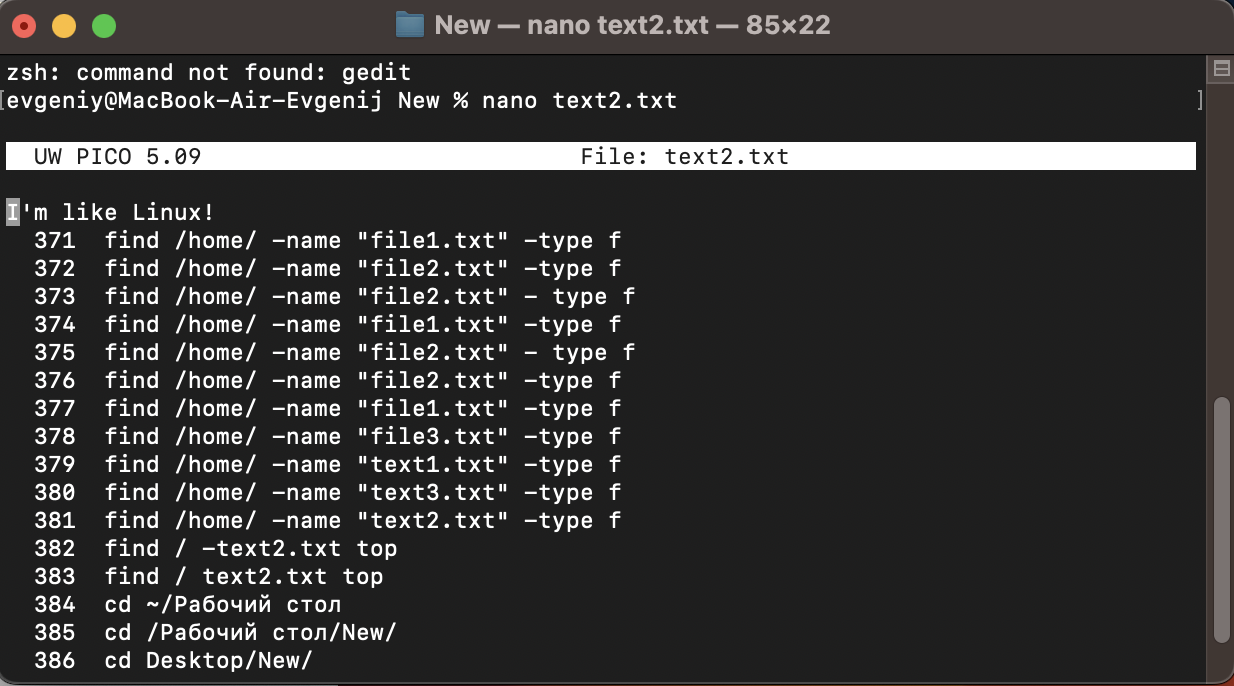 New — nano text2.txt — 85×22
zsh: command not found: gedit
[evgeniy@MacBook-Air-Evgenij New % nano text2.txt ]
UW PICO 5.09 File: text2.txt
I'm like Linux!
371 find /home/ -name "file1.txt" -type f
372 find /home/ -name "file2.txt" -type f
373 find /home/ -name "file2.txt" - type f
374 find /home/ -name "file1.txt" -type f
375 find /home/ -name "file2.txt" - type f
376 find /home/ -name "file2.txt" -type f
377 find /home/ -name "file1.txt" -type f
378 find /home/ -name "file3.txt" -type f
379 find /home/ -name "text1.txt" -type f
380 find /home/ -name "text3.txt" -type f
381 find /home/ -name "text2.txt" -type f
382 find / -text2.txt top
383 find / text2.txt top
384 cd ~/Рабочий стол
385 cd /Рабочий стол/New/
386 cd Desktop/New/